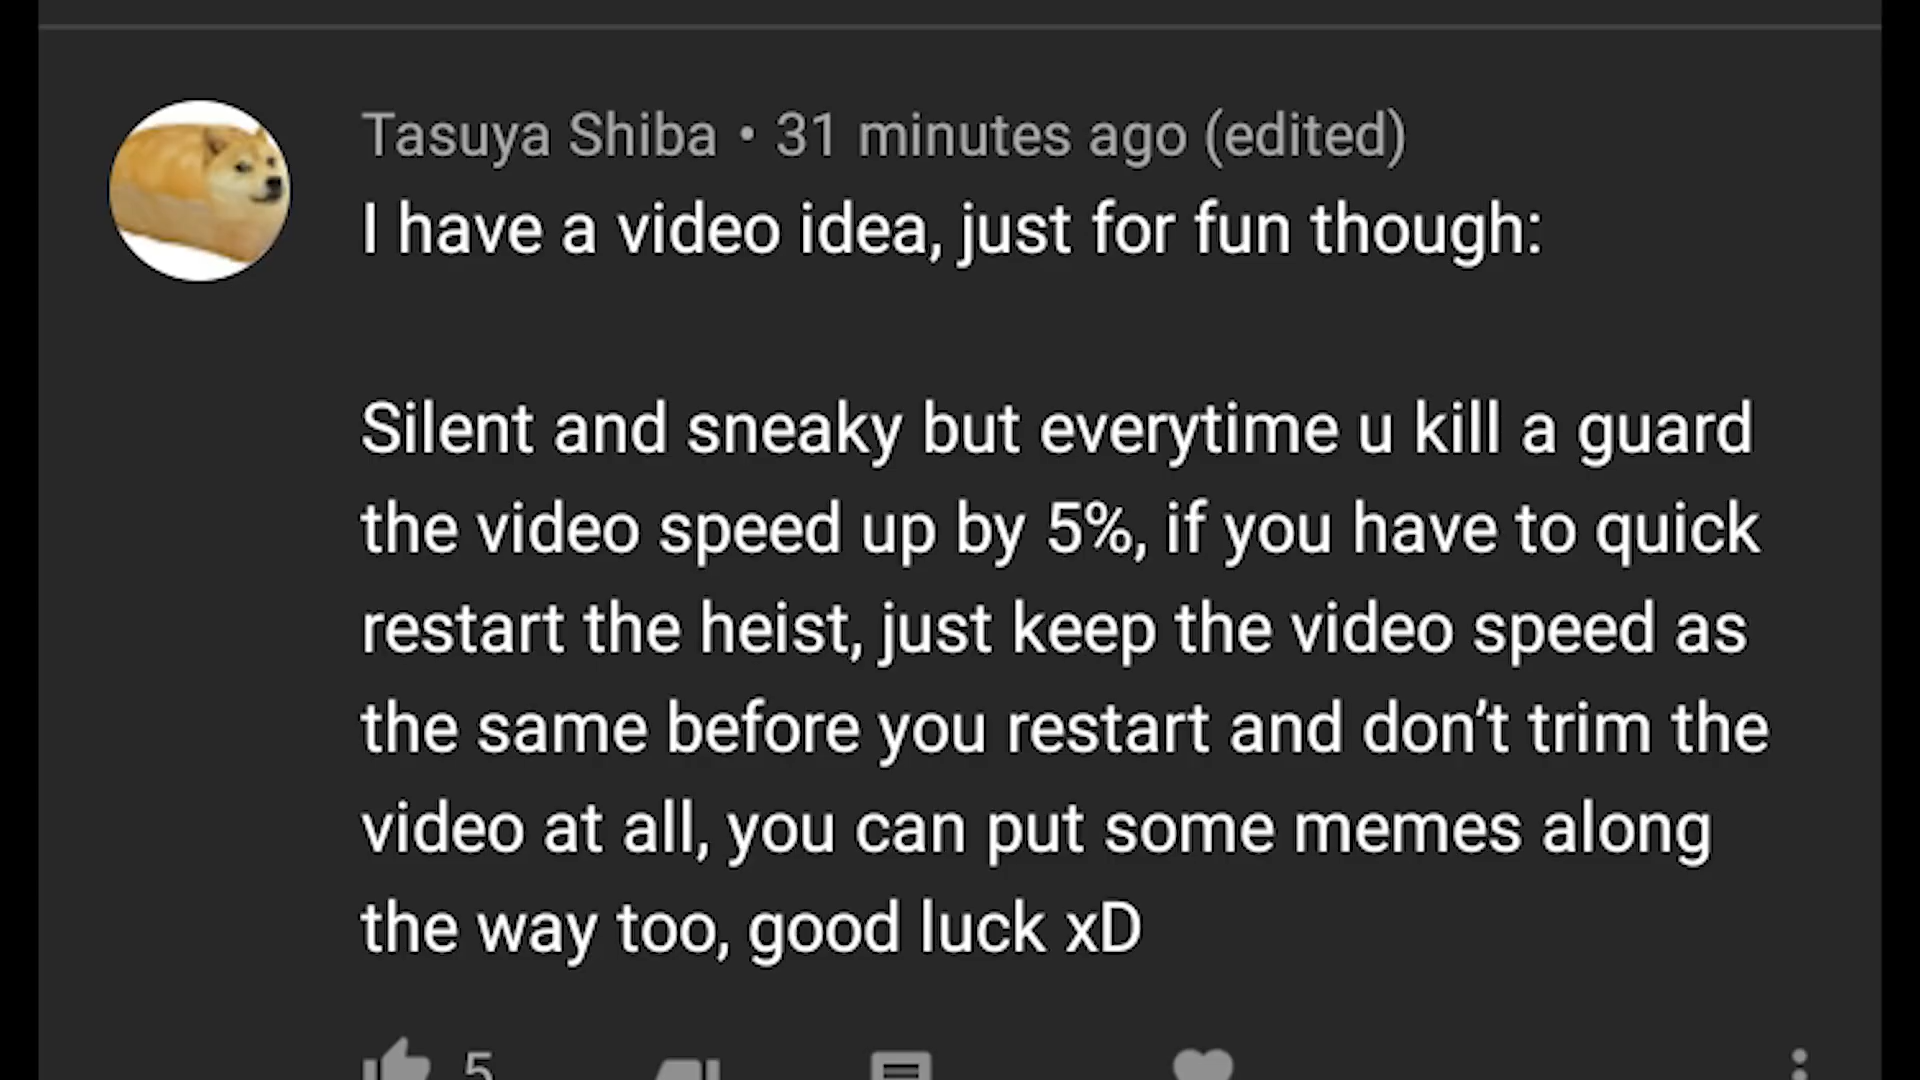 Tasuya Shiba • 31 minutes ago (edited)
I have a video idea, just for fun though:
Silent and sneaky but everytime u kill a guard
the video speed up by 5%, if you have to quick
restart the heist, just keep the video speed as
the same before you restart and don’t trim the
video at all, you can put some memes along
the way too, good luck xD
5